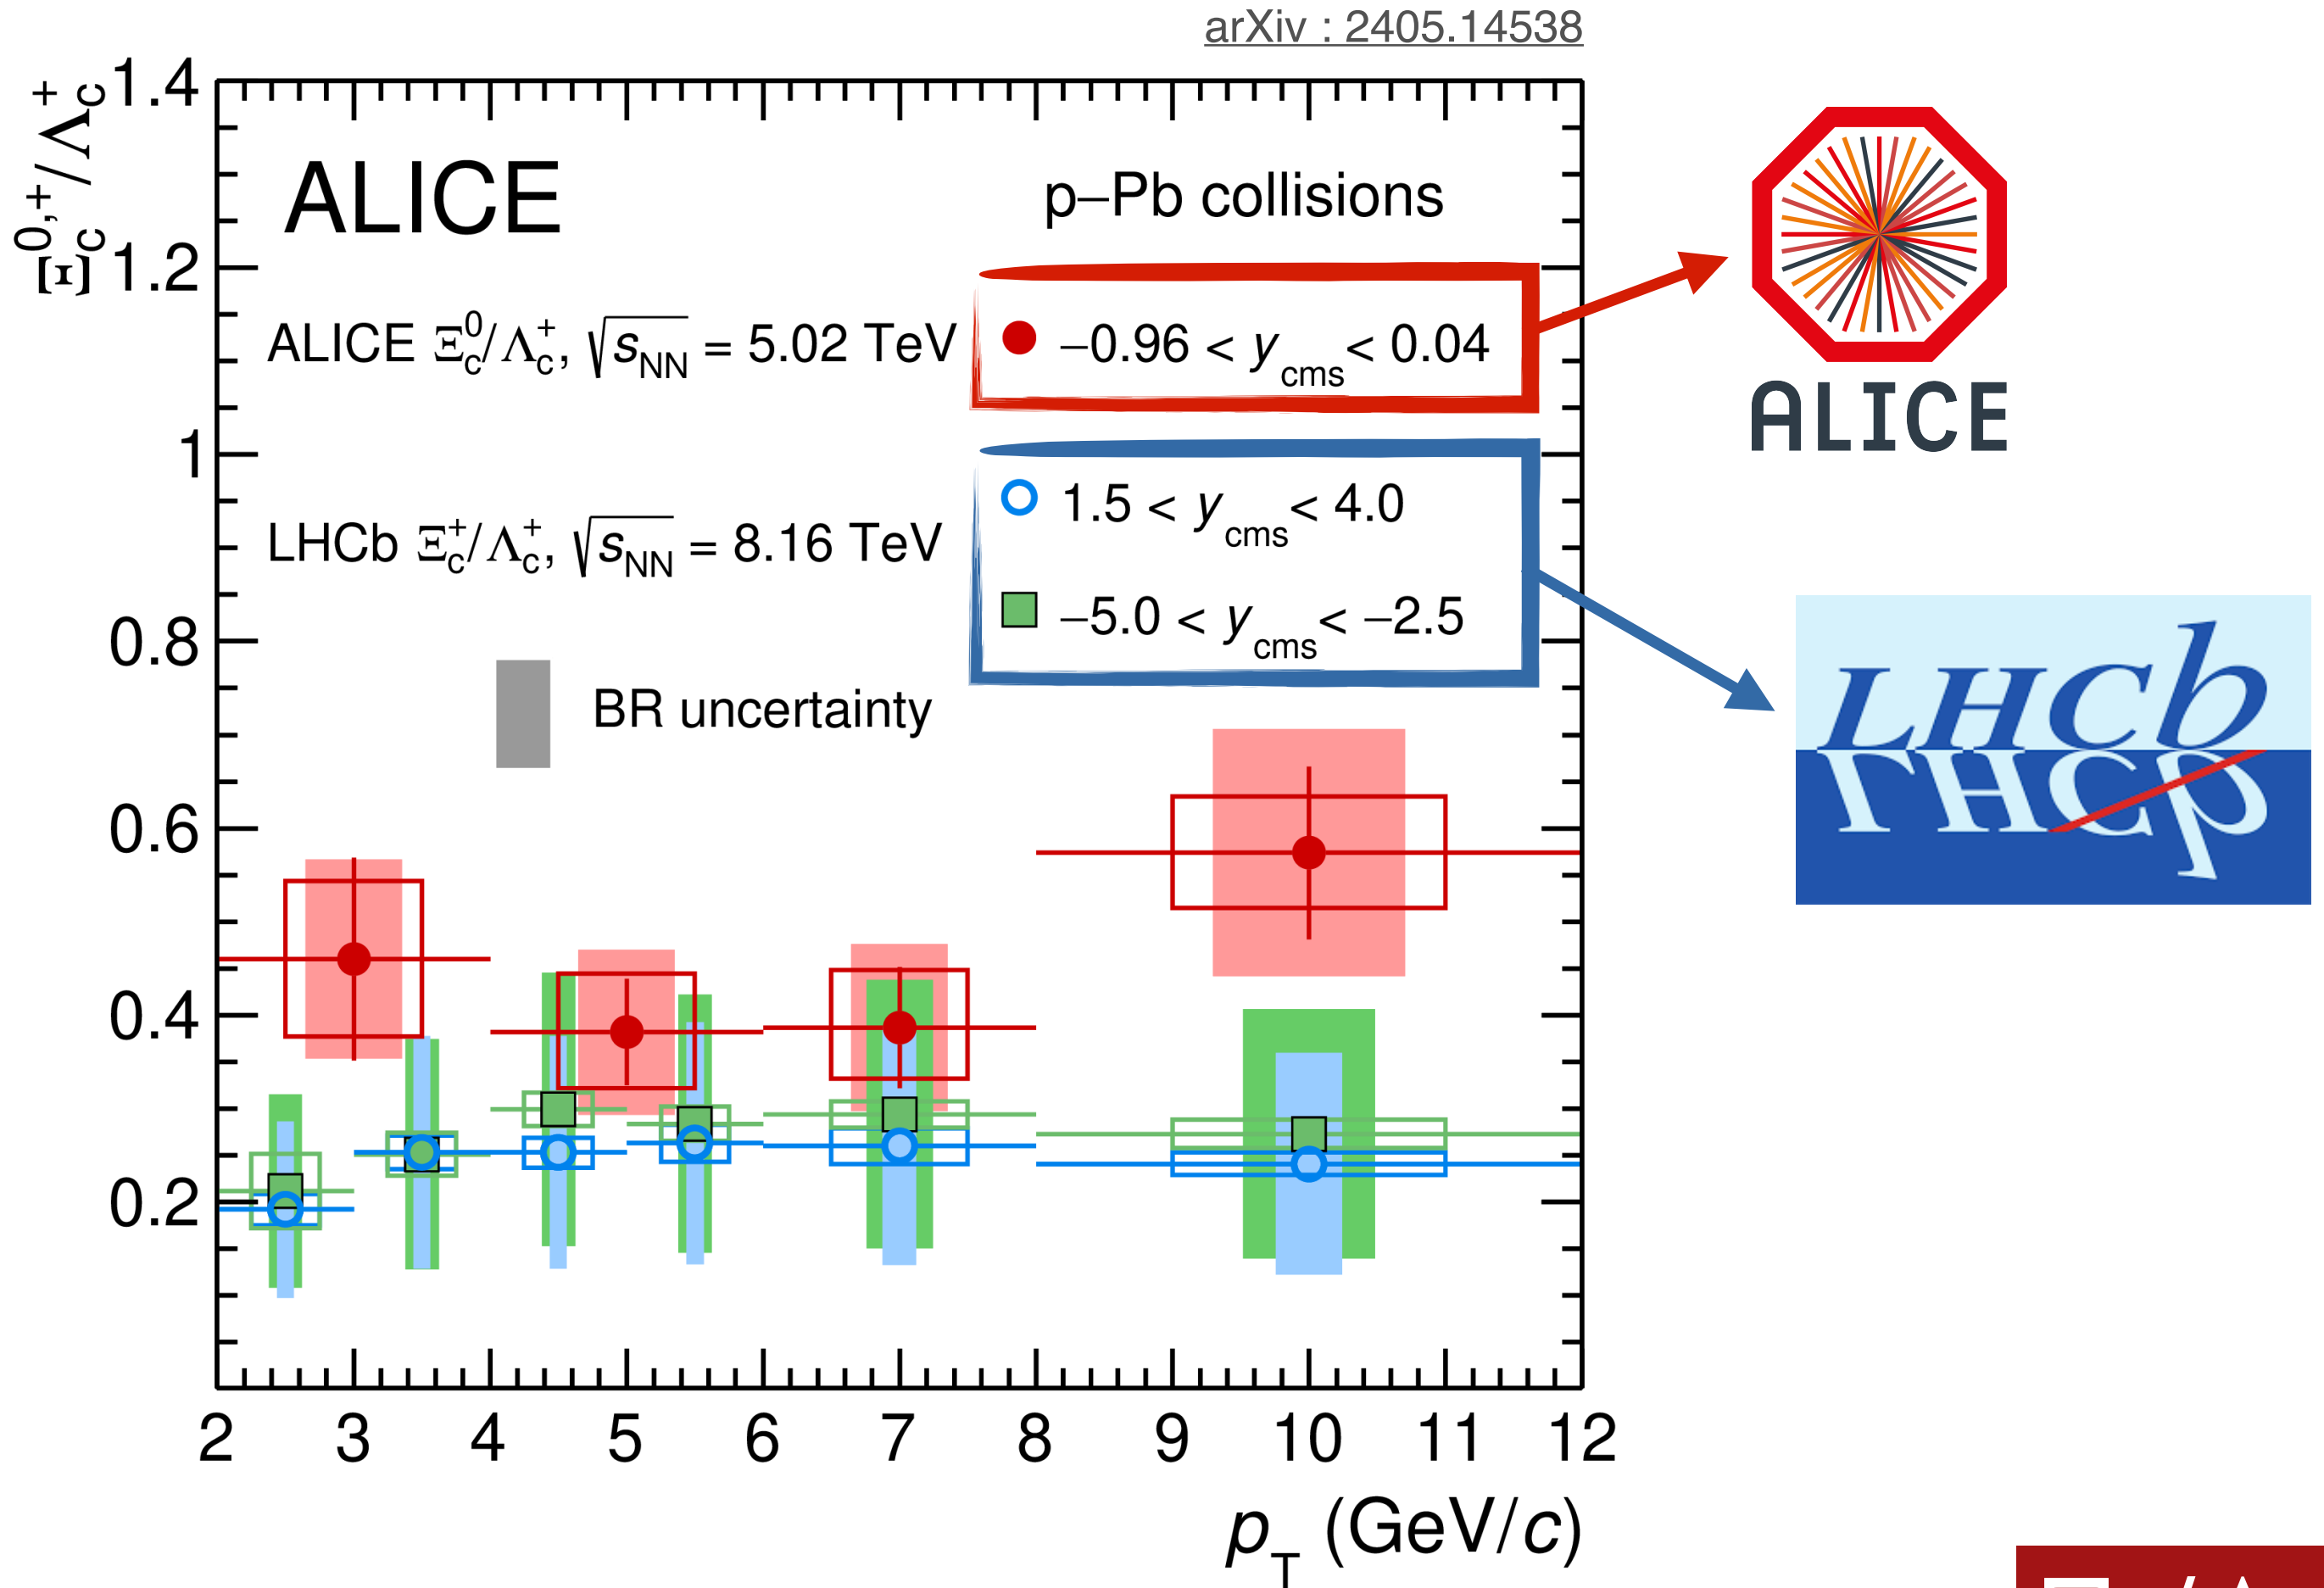 arXiv : 2405.14538
Ξc0,+ / Λc+
1.4
1.2
1
0.8
0.6
0.4
0.2
ALICE
p−Pb collisions
ALICE Ξc0/Λc+, √sNN = 5.02 TeV
−0.96 < ycms < 0.04
LHCb Ξc+/Λc+, √sNN = 8.16 TeV
1.5 < ycms < 4.0
−5.0 < ycms < −2.5
BR uncertainty
2 3 4 5 6 7 8 9 10 11 12
pT (GeV/c)
ALICE
LHCb
LHCb